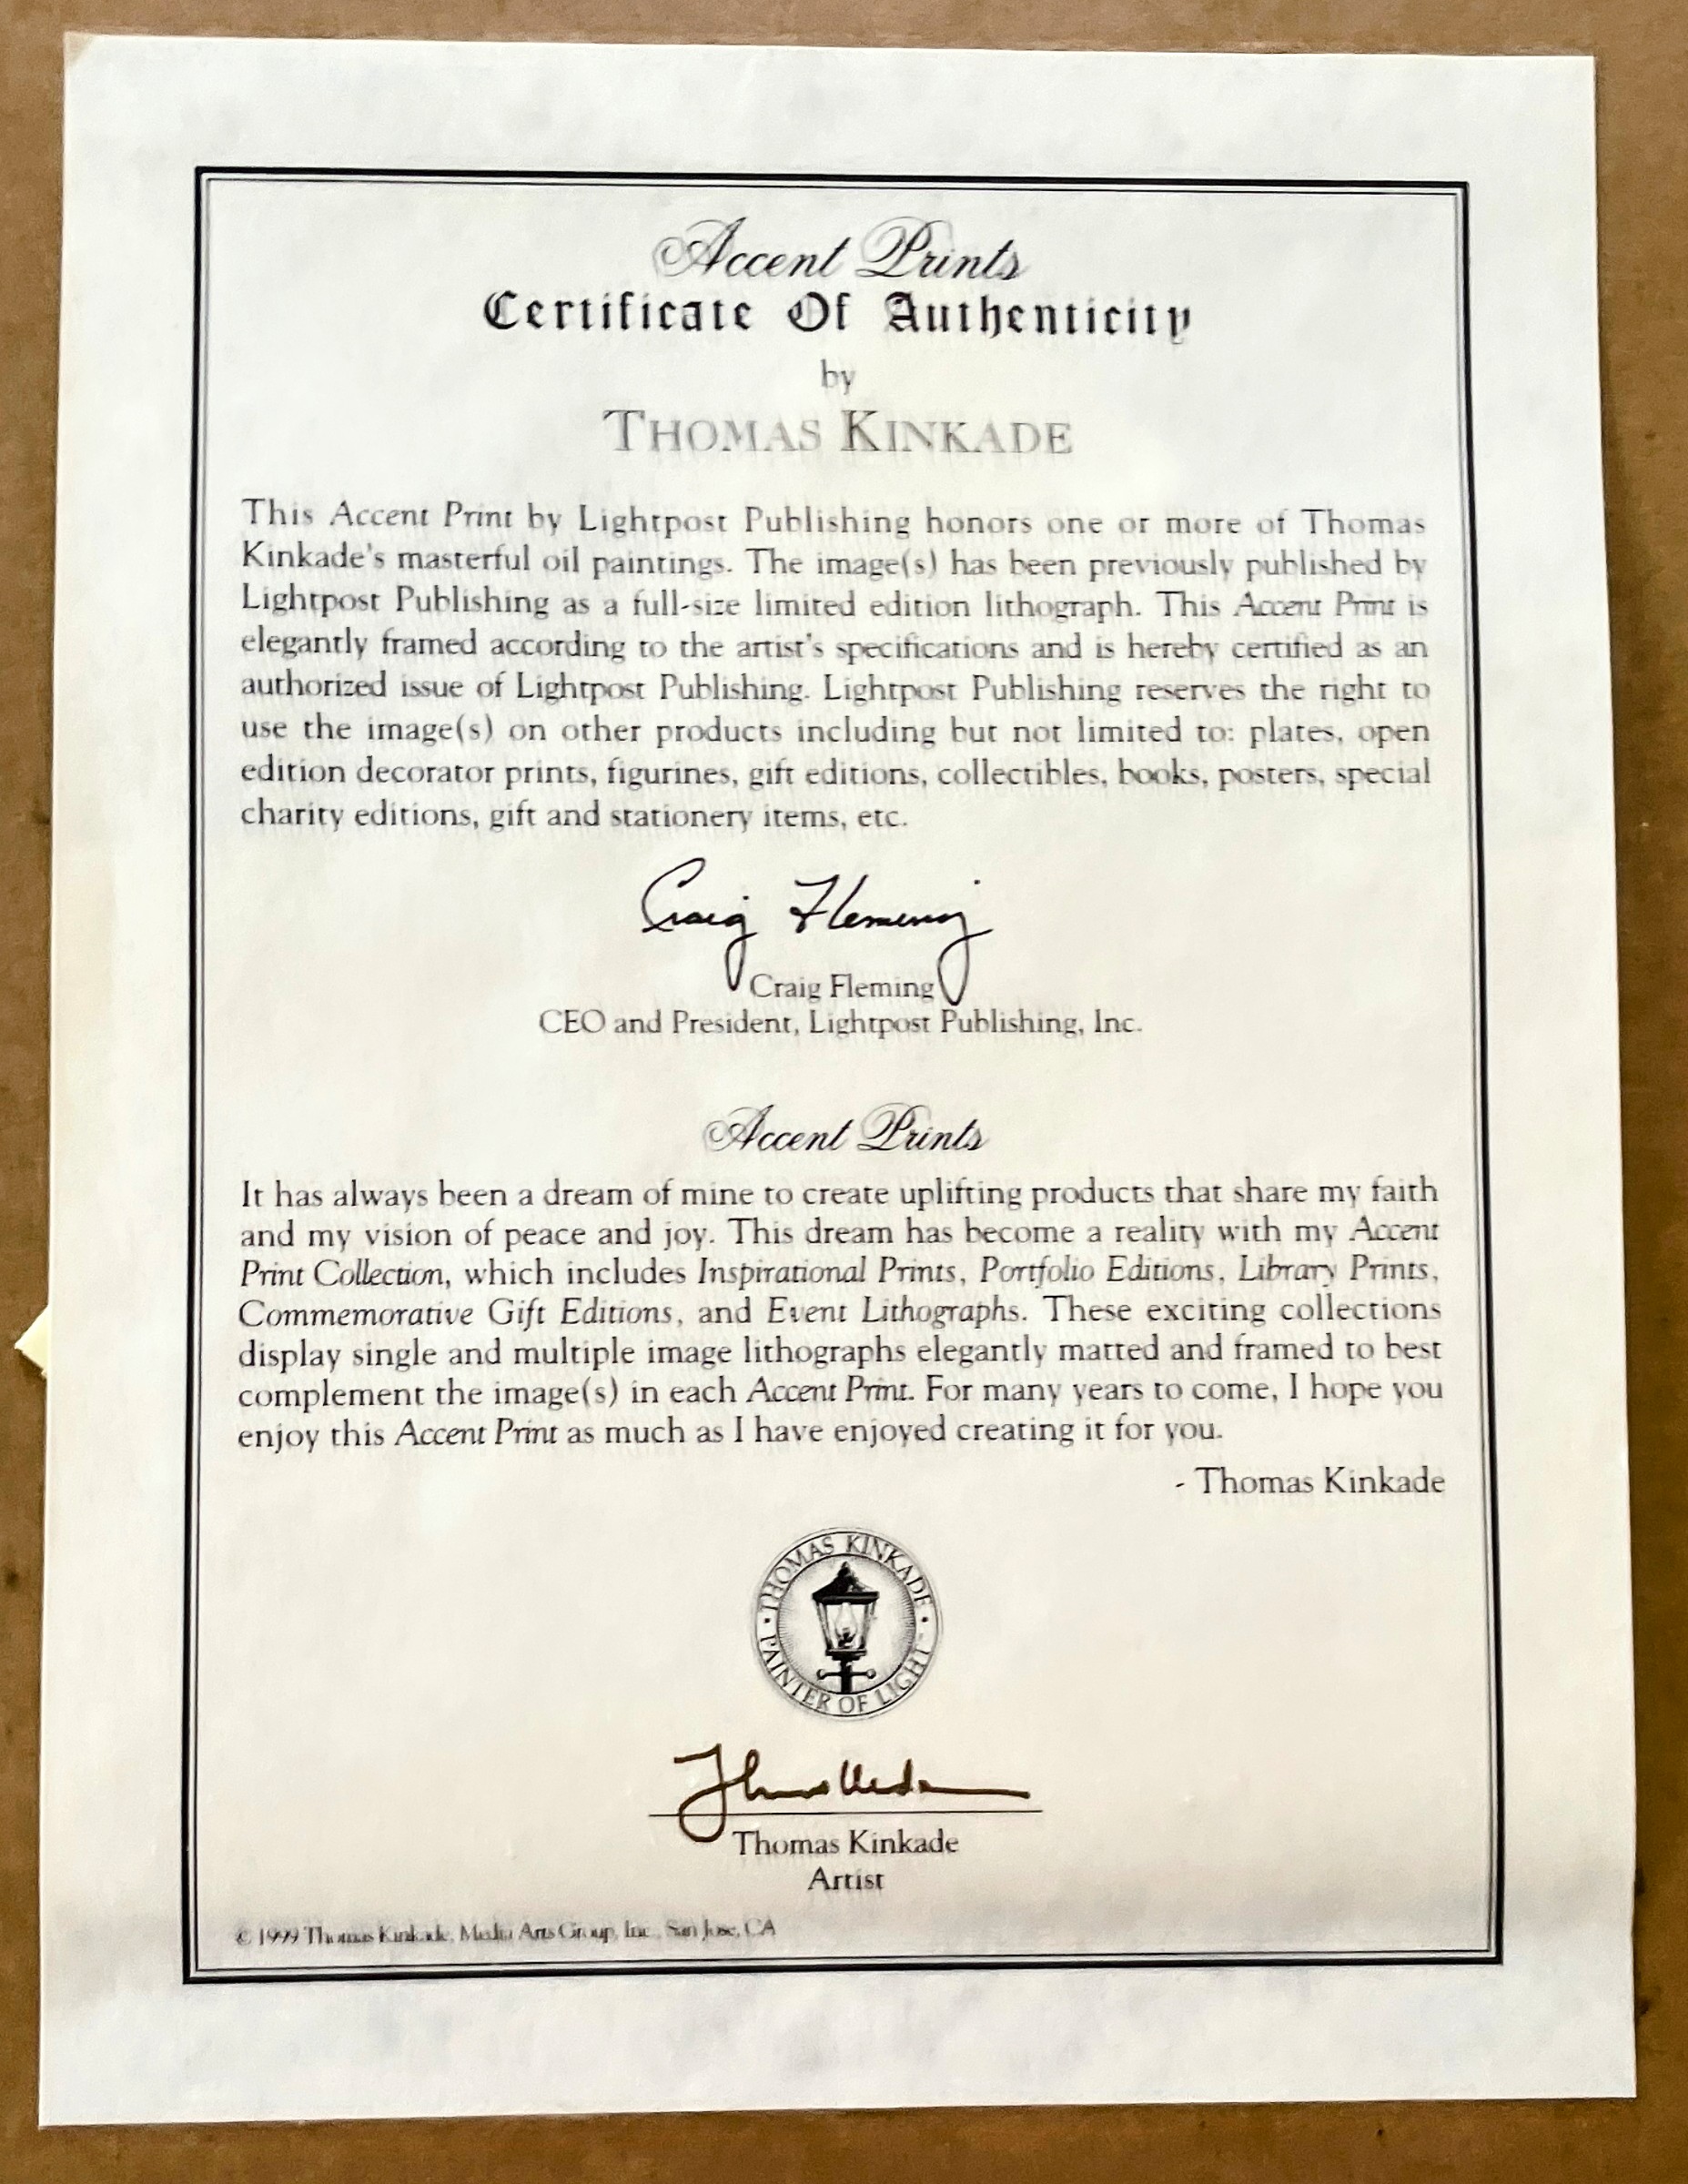 Accent Prints
Certificate Of Authenticity
by
THOMAS KINKADE
This Accent Print by Lightpost Publishing honors one or more of Thomas
Kinkade's masterful oil paintings. The image(s) has been previously published by
Lightpost Publishing as a full-size limited edition lithograph. This Accent Print is
elegantly framed according to the artist's specifications and is hereby certified as an
authorized issue of Lightpost Publishing. Lightpost Publishing reserves the right to
use the image(s) on other products including but not limited to: plates, open
edition decorator prints, figurines, gift editions, collectibles, books, posters, special
charity editions, gift and stationery items, etc.
Craig Fleming
Craig Fleming
CEO and President, Lightpost Publishing, Inc.
Accent Prints
It has always been a dream of mine to create uplifting products that share my faith
and my vision of peace and joy. This dream has become a reality with my Accent
Print Collection, which includes Inspirational Prints, Portfolio Editions, Library Prints,
Commemorative Gift Editions, and Event Lithographs. These exciting collections
display single and multiple image lithographs elegantly matted and framed to best
complement the image(s) in each Accent Print. For many years to come, I hope you
enjoy this Accent Print as much as I have enjoyed creating it for you.
- Thomas Kinkade
THOMAS KINKADE
• PAINTER OF LIGHT •
Thomas Kinkade
Artist
© 1999 Thomas Kinkade, Media Arts Group, Inc., San Jose, CA